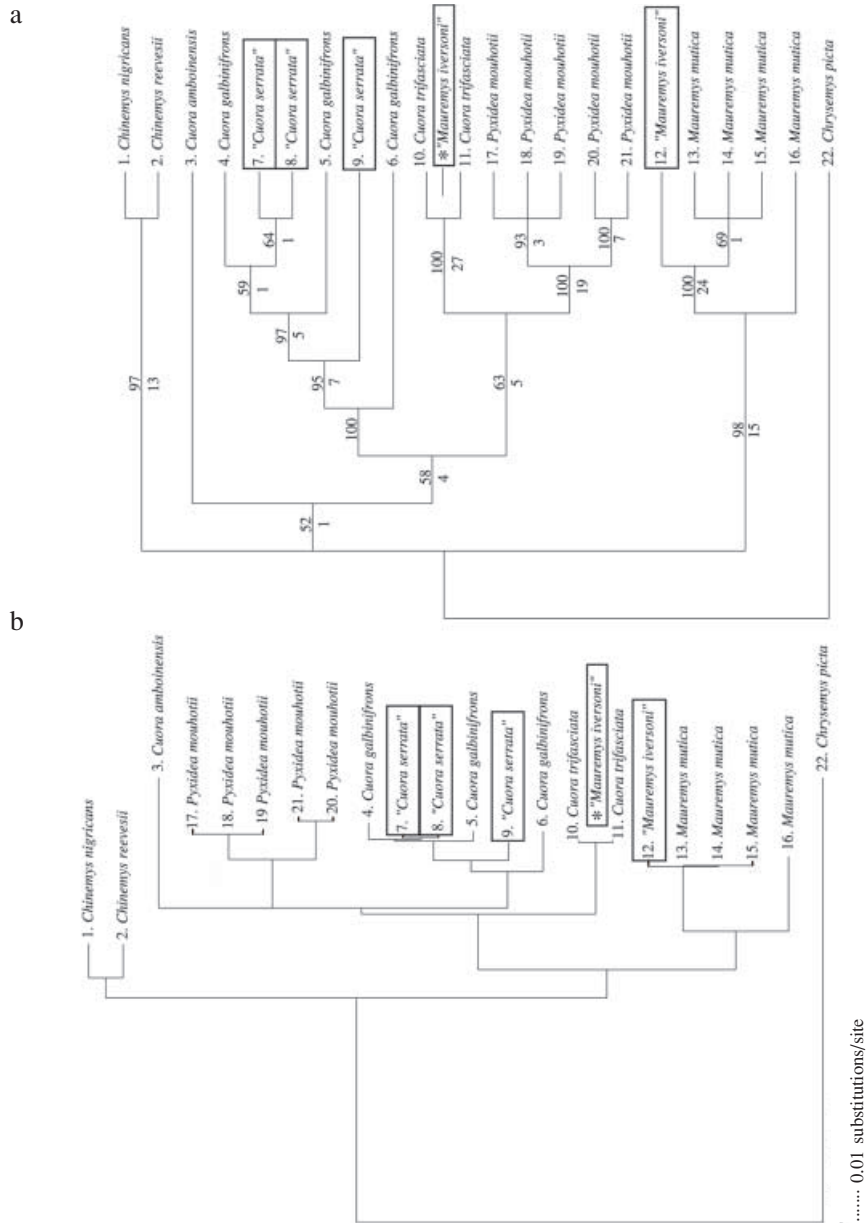 a
1. Chinemys nigricans
2. Chinemys reevesii
3. Cuora amboinensis
4. Cuora galbinifrons
7. "Cuora serrata"
8. "Cuora serrata"
5. Cuora galbinifrons
9. "Cuora serrata"
6. Cuora galbinifrons
10. Cuora trifasciata
*"Mauremys iversoni"
11. Cuora trifasciata
17. Pyxidea mouhotii
18. Pyxidea mouhotii
19. Pyxidea mouhotii
20. Pyxidea mouhotii
21. Pyxidea mouhotii
12. "Mauremys iversoni"
13. Mauremys mutica
14. Mauremys mutica
15. Mauremys mutica
16. Mauremys mutica
22. Chrysemys picta
97
13
64
1
59
1
97
5
95
7
100
58
4
52
1
100
27
93
3
100
7
100
19
63
5
69
1
100
24
98
15
b
1. Chinemys nigricans
2. Chinemys reevesii
3. Cuora amboinensis
17. Pyxidea mouhotii
18. Pyxidea mouhotii
19 Pyxidea mouhotii
21. Pyxidea mouhotii
20. Pyxidea mouhotii
4. Cuora galbinifrons
7. "Cuora serrata"
8. "Cuora serrata"
5. Cuora galbinifrons
9. "Cuora serrata"
6. Cuora galbinifrons
10. Cuora trifasciata
*"Mauremys iversoni"
11. Cuora trifasciata
12. "Mauremys iversoni"
13. Mauremys mutica
14. Mauremys mutica
15. Mauremys mutica
16. Mauremys mutica
22. Chrysemys picta
....... 0.01 substitutions/site